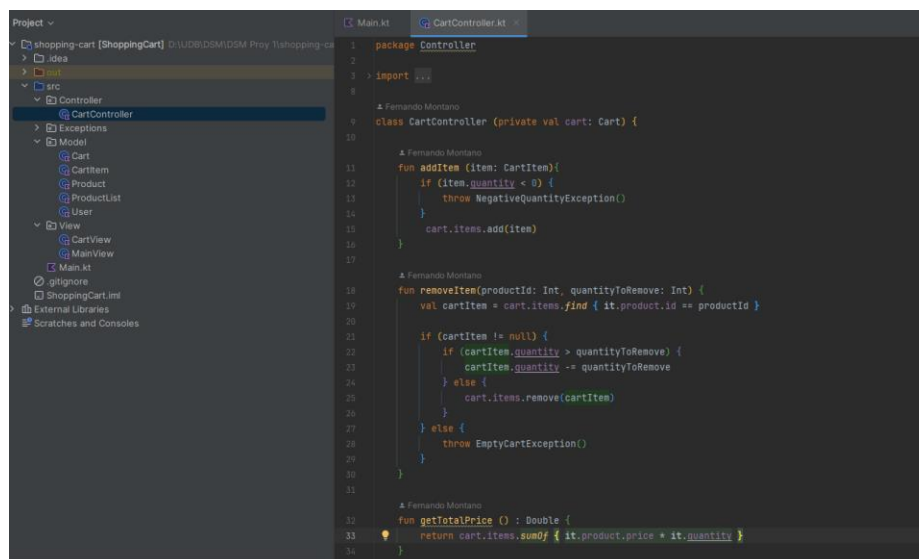 Project
shopping-cart [ShoppingCart] D:\UDB\DSM\DSM Proy 1\shopping-ca
.idea
out
src
Controller
CartController
Exceptions
Model
Cart
CartItem
Product
ProductList
User
View
CartView
MainView
Main.kt
.gitignore
ShoppingCart.iml
External Libraries
Scratches and Consoles
Main.kt CartController.kt
1 package Controller
2
3 import ...
8
Fernando Montano
9 class CartController (private val cart: Cart) {
10
Fernando Montano
11 fun addItem (item: CartItem){
12 if (item.quantity < 0) {
13 throw NegativeQuantityException()
14 }
15 cart.items.add(item)
16 }
17
Fernando Montano
18 fun removeItem(productId: Int, quantityToRemove: Int) {
19 val cartItem = cart.items.find { it.product.id == productId }
20
21 if (cartItem != null) {
22 if (cartItem.quantity > quantityToRemove) {
23 cartItem.quantity -= quantityToRemove
24 } else {
25 cart.items.remove(cartItem)
26 }
27 } else {
28 throw EmptyCartException()
29 }
30 }
31
Fernando Montano
32 fun getTotalPrice () : Double {
33 return cart.items.sumOf { it.product.price * it.quantity }
34 }